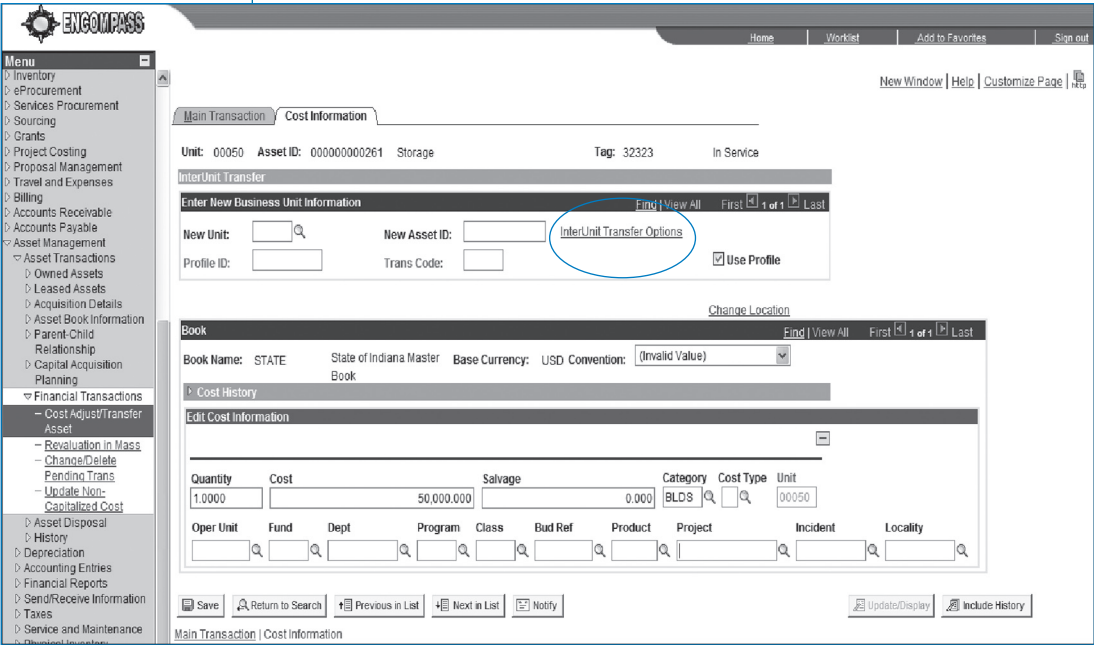 ENCOMPASS
Home Worklist Add to Favorites Sign out
Menu
Inventory
eProcurement
Services Procurement
Sourcing
Grants
Project Costing
Proposal Management
Travel and Expenses
Billing
Accounts Receivable
Accounts Payable
Asset Management
Asset Transactions
Owned Assets
Leased Assets
Acquisition Details
Asset Book Information
Parent-Child
Relationship
Capital Acquisition
Planning
Financial Transactions
Cost Adjust/Transfer
Asset
Revaluation in Mass
Change/Delete
Pending Trans
Update Non-
Capitalized Cost
Asset Disposal
History
Depreciation
Accounting Entries
Financial Reports
Send/Receive Information
Taxes
Service and Maintenance
Physical Inventory
New Window | Help | Customize Page | http
Main Transaction Cost Information
Unit: 00050 Asset ID: 000000000261 Storage Tag: 32323 In Service
InterUnit Transfer
Enter New Business Unit Information Find | View All First 1 of 1 Last
New Unit: New Asset ID: InterUnit Transfer Options
Profile ID: Trans Code: Use Profile
Change Location
Book Find | View All First 1 of 1 Last
Book Name: STATE State of Indiana Master Base Currency: USD Convention: (Invalid Value)
Book
Cost History
Edit Cost Information
Quantity Cost Salvage Category Cost Type Unit
1.0000 50,000.000 0.000 BLDS 00050
Oper Unit Fund Dept Program Class Bud Ref Product Project Incident Locality
Save Return to Search Previous in List Next in List Notify Update/Display Include History
Main Transaction | Cost Information